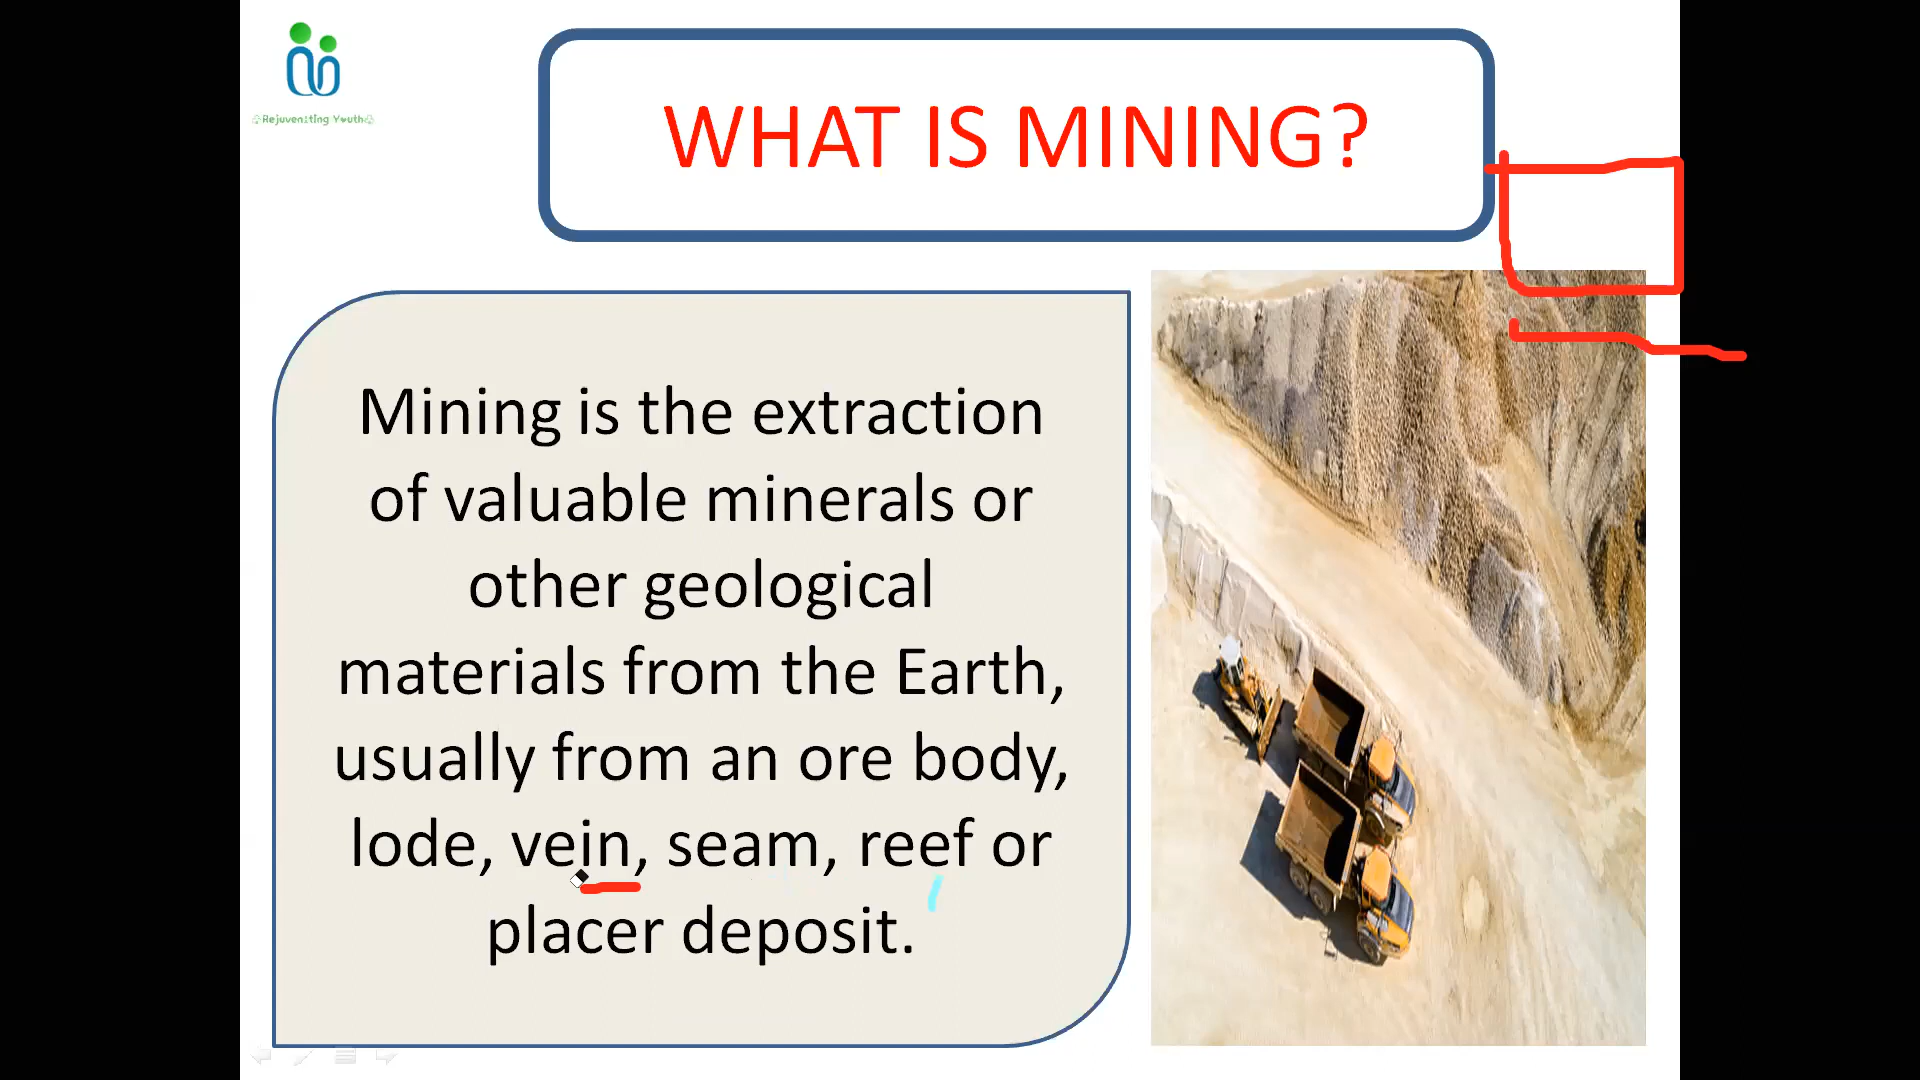 Rejuvenating Youth
WHAT IS MINING?
Mining is the extraction
of valuable minerals or
other geological
materials from the Earth,
usually from an ore body,
lode, vein, seam, reef or
placer deposit.